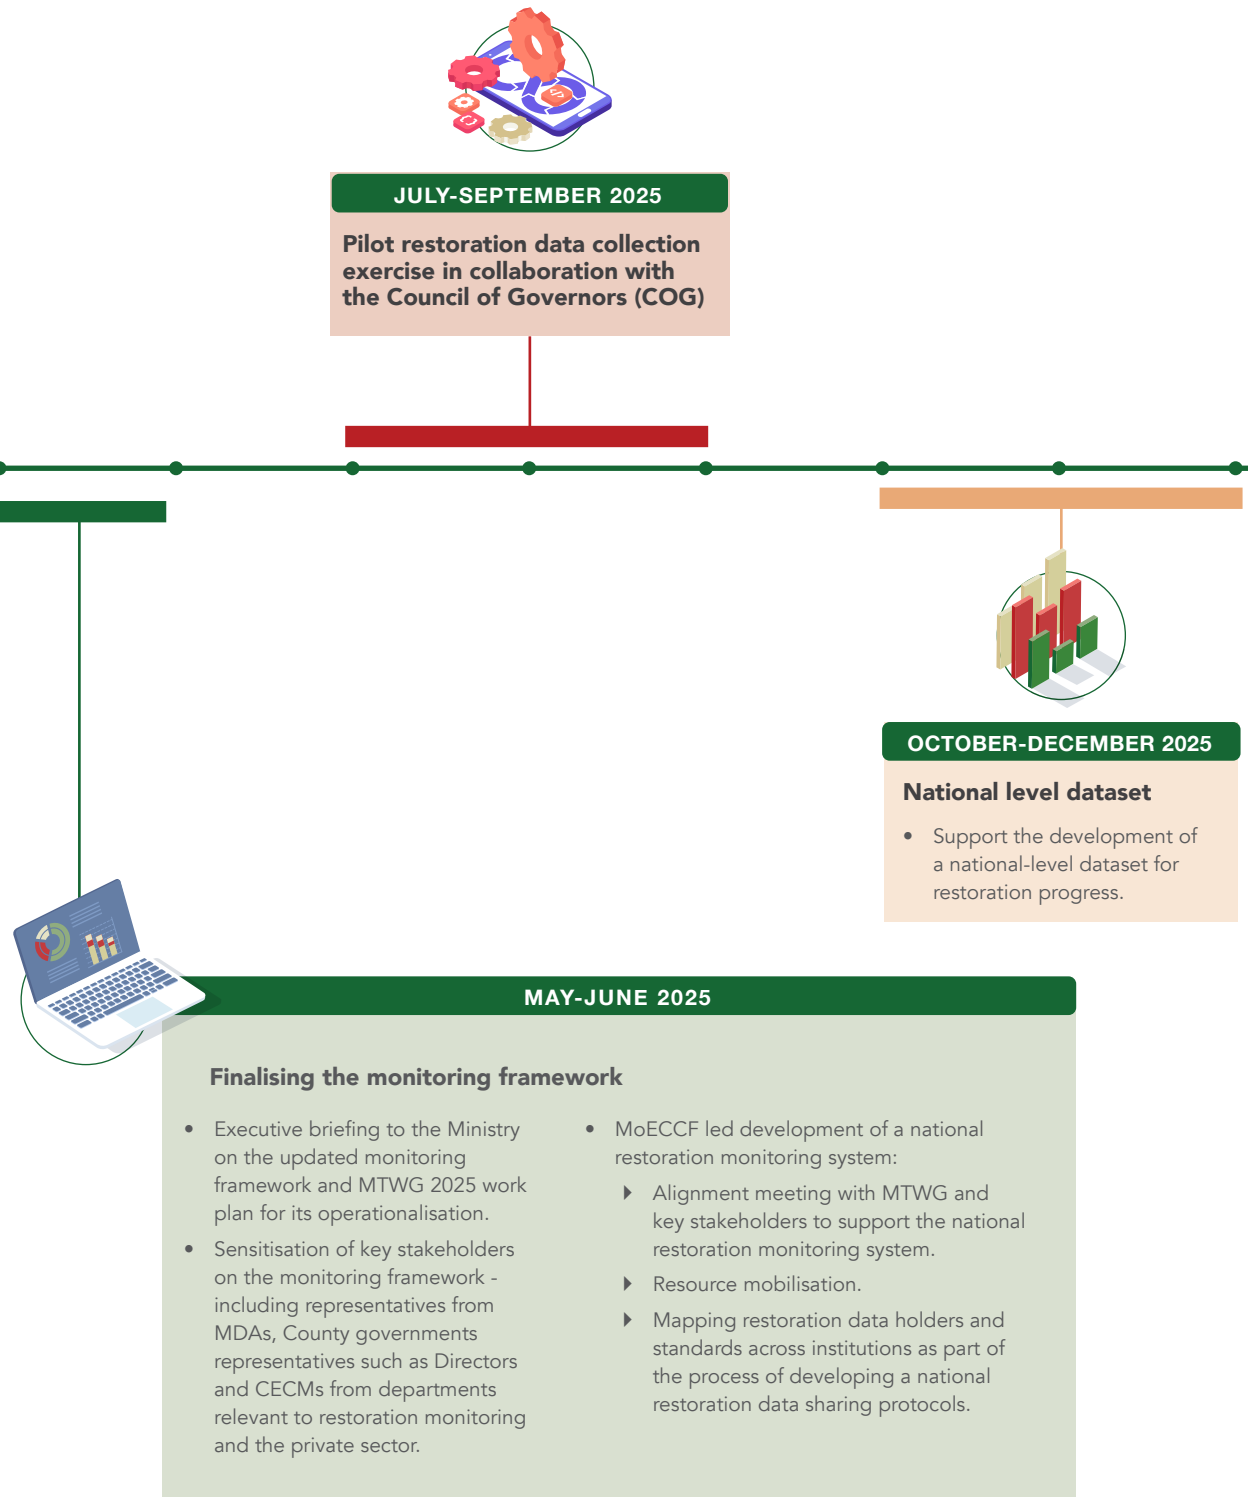 JULY-SEPTEMBER 2025
Pilot restoration data collection
exercise in collaboration with
the Council of Governors (COG)
OCTOBER-DECEMBER 2025
National level dataset
• Support the development of
a national-level dataset for
restoration progress.
MAY-JUNE 2025
Finalising the monitoring framework
• Executive briefing to the Ministry
on the updated monitoring
framework and MTWG 2025 work
plan for its operationalisation.
• Sensitisation of key stakeholders
on the monitoring framework -
including representatives from
MDAs, County governments
representatives such as Directors
and CECMs from departments
relevant to restoration monitoring
and the private sector.
• MoECCF led development of a national
restoration monitoring system:
Alignment meeting with MTWG and
key stakeholders to support the national
restoration monitoring system.
Resource mobilisation.
Mapping restoration data holders and
standards across institutions as part of
the process of developing a national
restoration data sharing protocols.